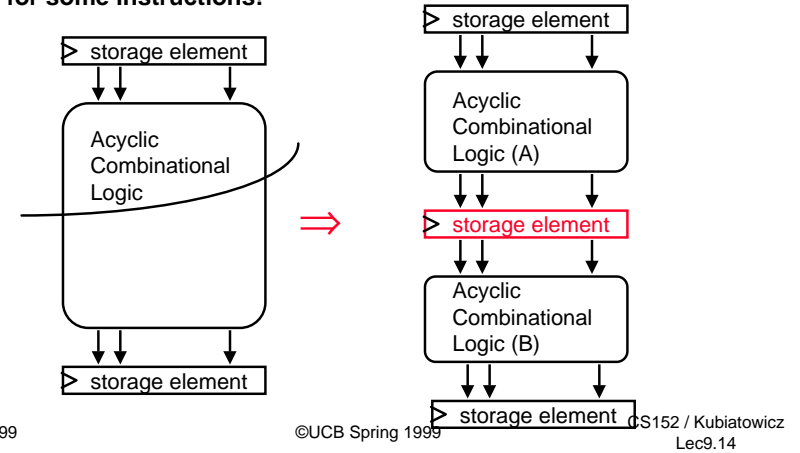 for some instructions!
storage element
Acyclic
Combinational
Logic
storage element
⇒
storage element
Acyclic
Combinational
Logic (A)
storage element
Acyclic
Combinational
Logic (B)
storage element
99
©UCB Spring 1999
CS152 / Kubiatowicz
Lec9.14